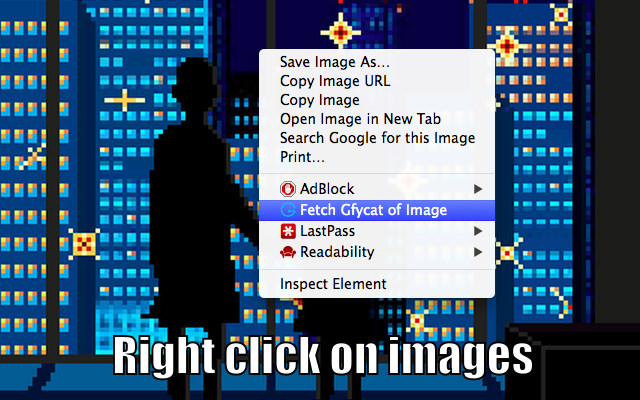 Save Image As...
Copy Image URL
Copy Image
Open Image in New Tab
Search Google for this Image
Print...
AdBlock
Fetch Gfycat of Image
LastPass
Readability
Inspect Element
Right click on images